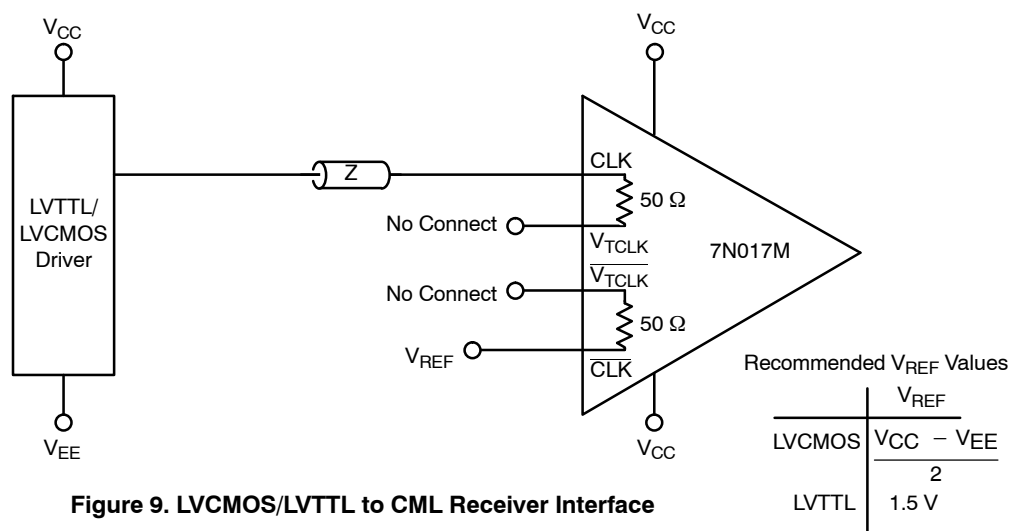 VCC
VCC
LVTTL/
LVCMOS
Driver
Z
CLK
50 Ω
No Connect
VTCLK
VTCLK
7N017M
No Connect
50 Ω
VREF
CLK
VEE
VCC
Recommended VREF Values
VREF
LVCMOS VCC − VEE
2
LVTTL 1.5 V
Figure 9. LVCMOS/LVTTL to CML Receiver Interface